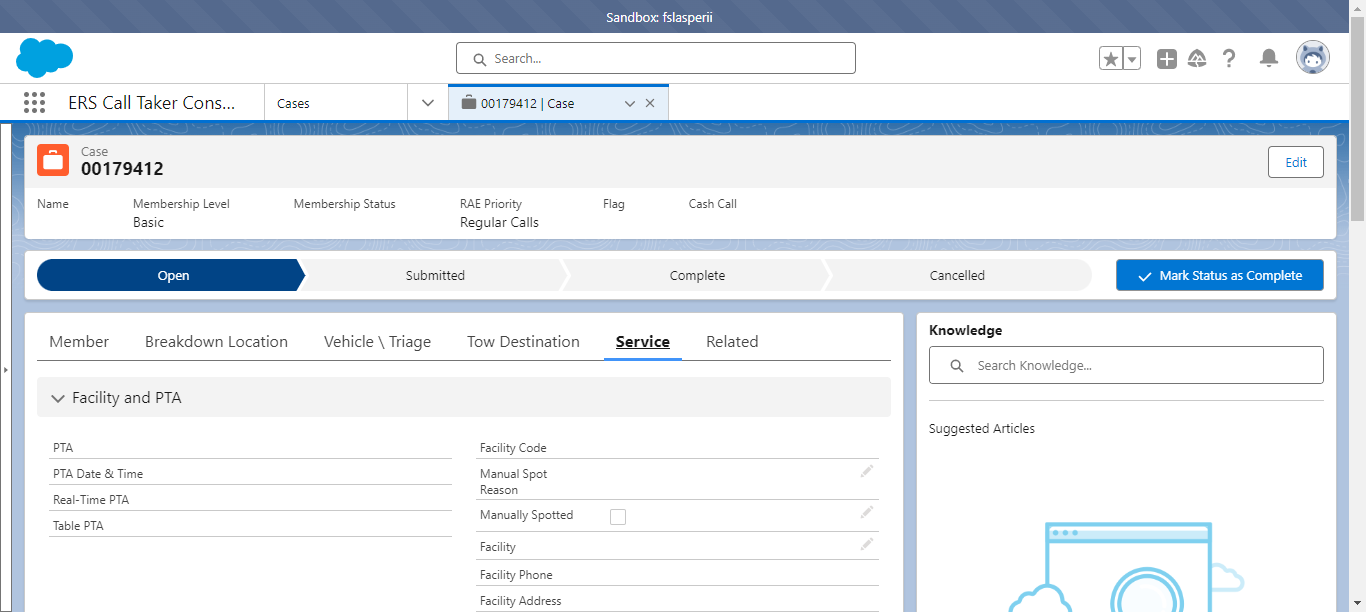 Sandbox: fslasperii
Search...
ERS Call Taker Cons...
Cases
00179412 | Case
Case
00179412
Edit
Name
Membership Level
Membership Status
RAE Priority
Flag
Cash Call
Basic
Regular Calls
Open
Submitted
Complete
Cancelled
Mark Status as Complete
Member
Breakdown Location
Vehicle \ Triage
Tow Destination
Service
Related
Facility and PTA
PTA
PTA Date & Time
Real-Time PTA
Table PTA
Facility Code
Manual Spot
Reason
Manually Spotted
Facility
Facility Phone
Facility Address
Knowledge
Search Knowledge...
Suggested Articles